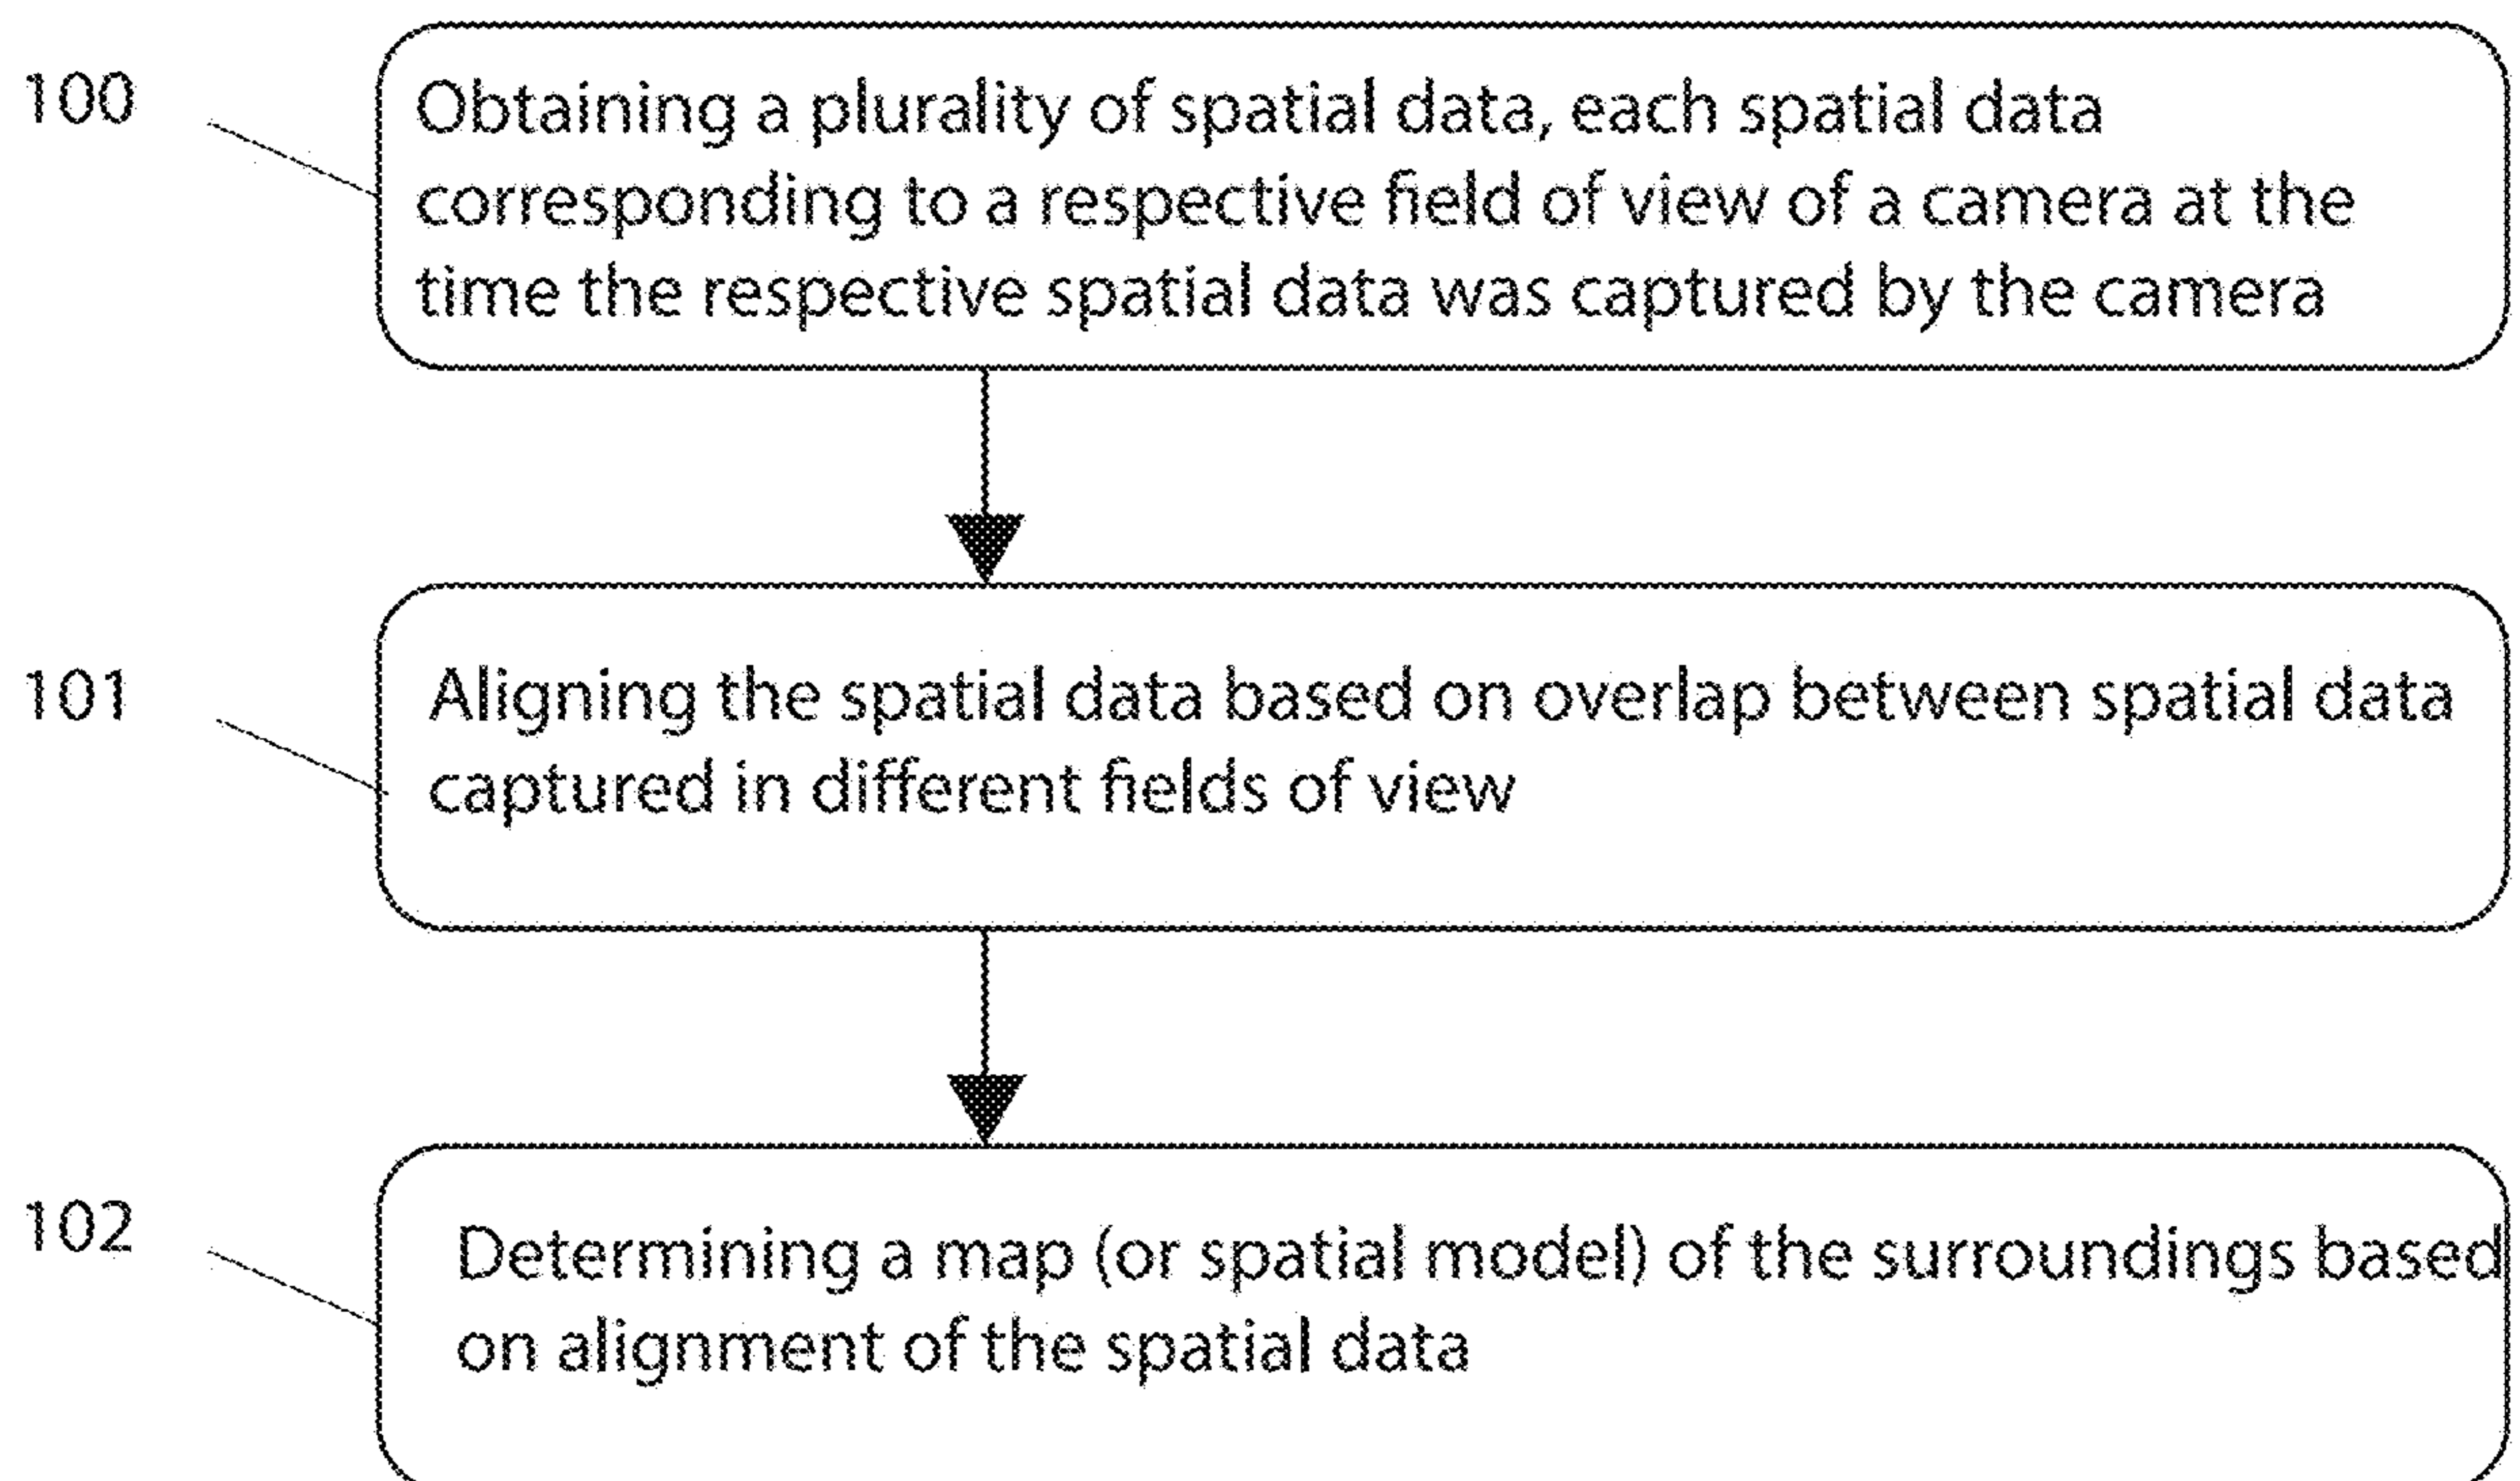 100
Obtaining a plurality of spatial data, each spatial data
corresponding to a respective field of view of a camera at the
time the respective spatial data was captured by the camera
101
Aligning the spatial data based on overlap between spatial data
captured in different fields of view
102
Determining a map (or spatial model) of the surroundings based
on alignment of the spatial data